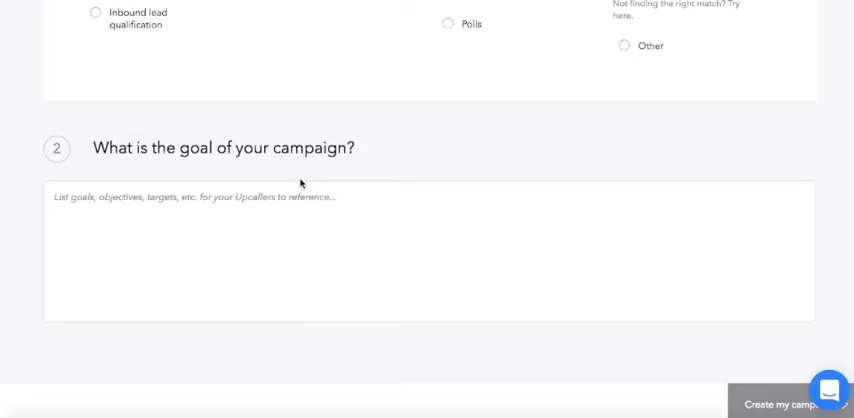 Inbound lead
qualification
Polls
Not finding the right match? Try
here.
Other
2
What is the goal of your campaign?
List goals, objectives, targets, etc. for your Upcallers to reference...
Create my